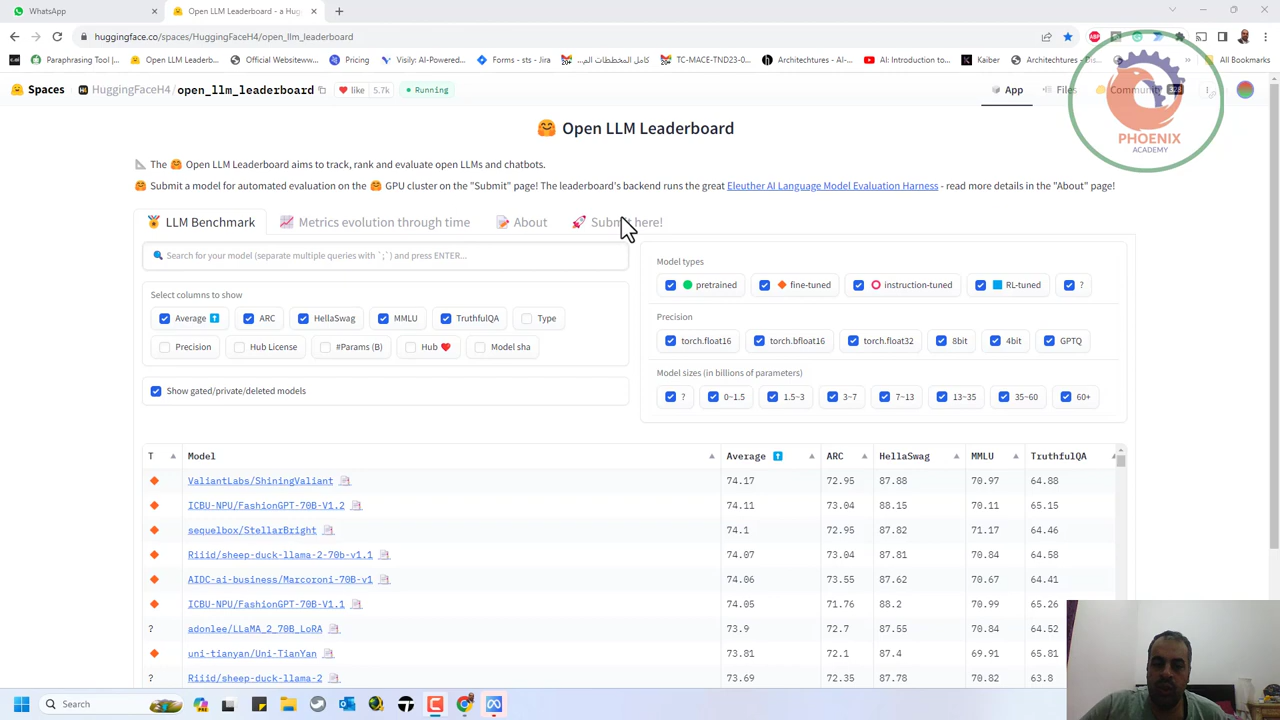 WhatsApp
Open LLM Leaderboard - a Hug
huggingface.co/spaces/HuggingFaceH4/open_llm_leaderboard
Paraphrasing Tool |...
Open LLM Leaderb...
Official Websiteww...
Pricing
Visily: AI-Powered...
Forms - sts - Jira
كامل المخططات الم...
TC-MACE-TND23-0...
Architechtures - AI-...
AI: Introduction to...
Kaiber
Architechtures - Di...
All Bookmarks
Spaces
HuggingFaceH4/open_llm_leaderboard
like
5.7k
Running
App
Files
Community
328
PHOENIX
ACADEMY
Open LLM Leaderboard
The 🤗 Open LLM Leaderboard aims to track, rank and evaluate open LLMs and chatbots.
🤗 Submit a model for automated evaluation on the 🤗 GPU cluster on the "Submit" page! The leaderboard's backend runs the great Eleuther AI Language Model Evaluation Harness - read more details in the "About" page!
LLM Benchmark
Metrics evolution through time
About
Submit here!
Search for your model (separate multiple queries with `;`) and press ENTER...
Select columns to show
Average ⬆️ ARC HellaSwag MMLU TruthfulQA Type
Precision Hub License #Params (B) Hub ❤️ Model sha
Show gated/private/deleted models
Model types
pretrained fine-tuned instruction-tuned RL-tuned ?
Precision
torch.float16 torch.bfloat16 torch.float32 8bit 4bit GPTQ
Model sizes (in billions of parameters)
? 0~1.5 1.5~3 3~7 7~13 13~35 35~60 60+
T Model Average ⬆️ ARC HellaSwag MMLU TruthfulQA
ValiantLabs/ShiningValiant 74.17 72.95 87.88 70.97 64.88
ICBU-NPU/FashionGPT-70B-V1.2 74.11 73.04 88.15 70.11 65.15
sequelbox/StellarBright 74.1 72.95 87.82 71.17 64.46
Riiid/sheep-duck-llama-2-70b-v1.1 74.07 73.04 87.81 70.84 64.58
AIDC-ai-business/Marcoroni-70B-v1 74.06 73.55 87.62 70.67 64.41
ICBU-NPU/FashionGPT-70B-V1.1 74.05 71.76 88.2 70.99 65.26
? adonlee/LLaMA_2_70B_LoRA 73.9 72.7 87.55 70.84 64.52
uni-tianyan/Uni-TianYan 73.81 72.1 87.4 69.91 65.81
? Riiid/sheep-duck-llama-2 73.69 72.35 87.78 70.82 63.8
Search